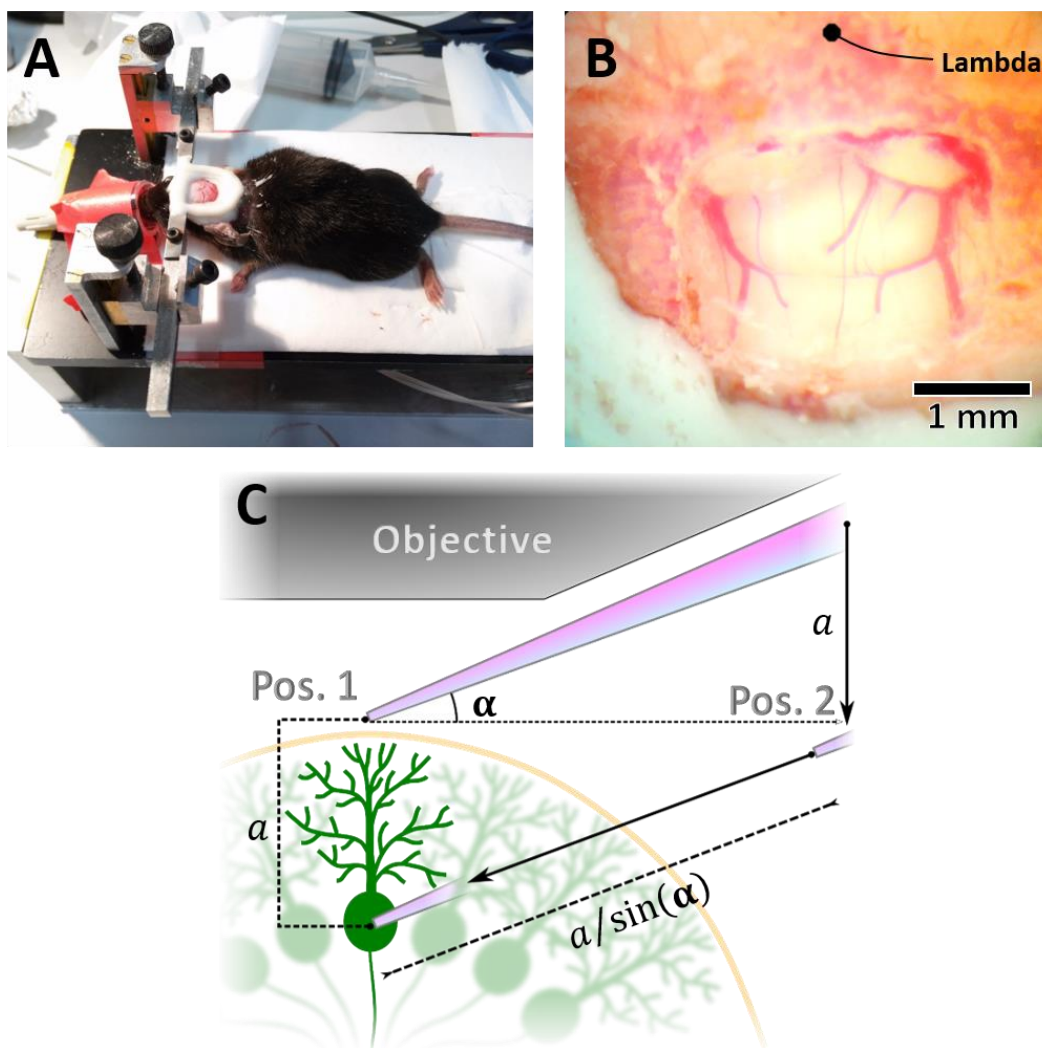 A
B
Lambda
1 mm
C
Objective
a
Pos. 1
α
Pos. 2
a
a/sin(α)